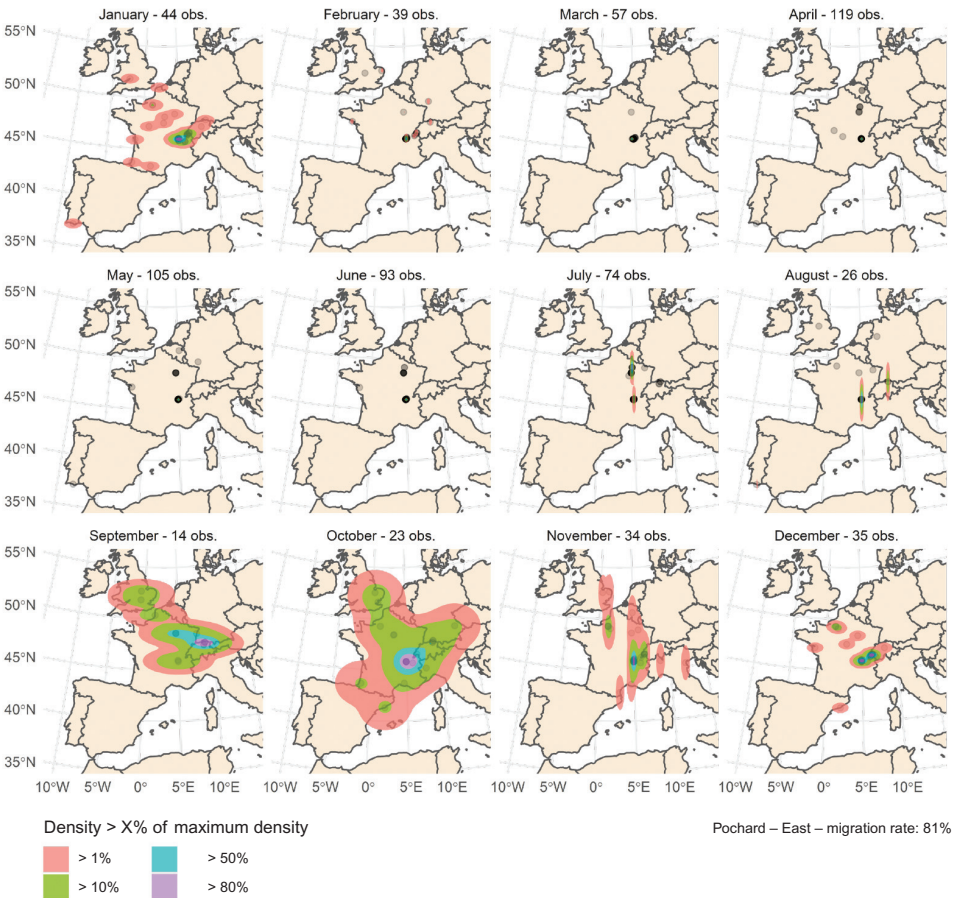 January - 44 obs. February - 39 obs. March - 57 obs. April - 119 obs.
55°N
50°N
45°N
40°N
35°N
May - 105 obs. June - 93 obs. July - 74 obs. August - 26 obs.
55°N
50°N
45°N
40°N
35°N
September - 14 obs. October - 23 obs. November - 34 obs. December - 35 obs.
55°N
50°N
45°N
40°N
35°N
10°W 5°W 0° 5°E 10°E 10°W 5°W 0° 5°E 10°E 10°W 5°W 0° 5°E 10°E 10°W 5°W 0° 5°E 10°E
Density > X% of maximum density
Pochard – East – migration rate: 81%
> 1% > 50%
> 10% > 80%